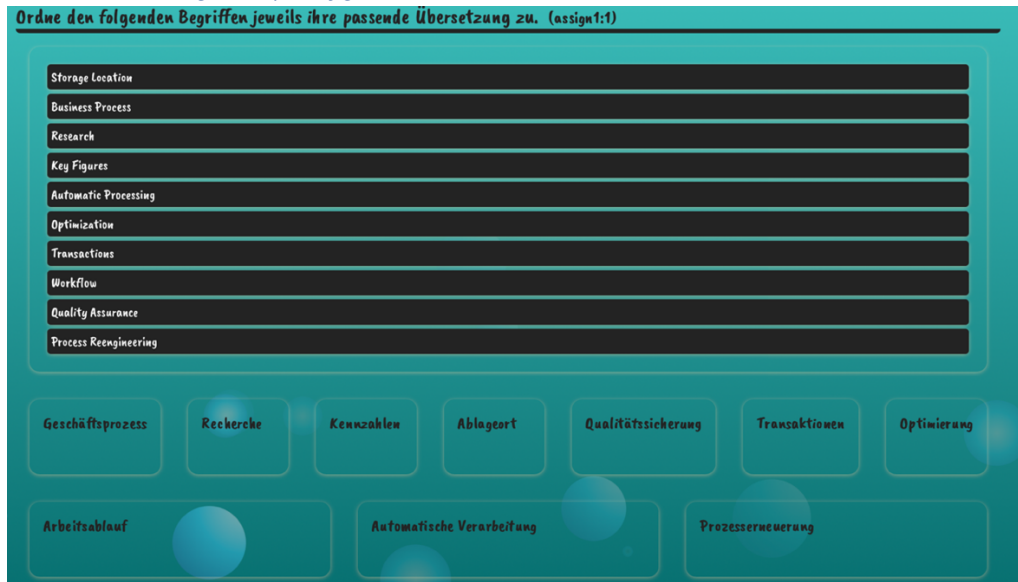 Ordne den folgenden Begriffen jeweils ihre passende Übersetzung zu. (assign1:1)
Storage Location
Business Process
Research
Key Figures
Automatic Processing
Optimization
Transactions
Workflow
Quality Assurance
Process Reengineering
Geschäftsprozess Recherche Kennzahlen Ablageort Qualitätssicherung Transaktionen Optimierung
Arbeitsablauf Automatische Verarbeitung Prozesserneuerung